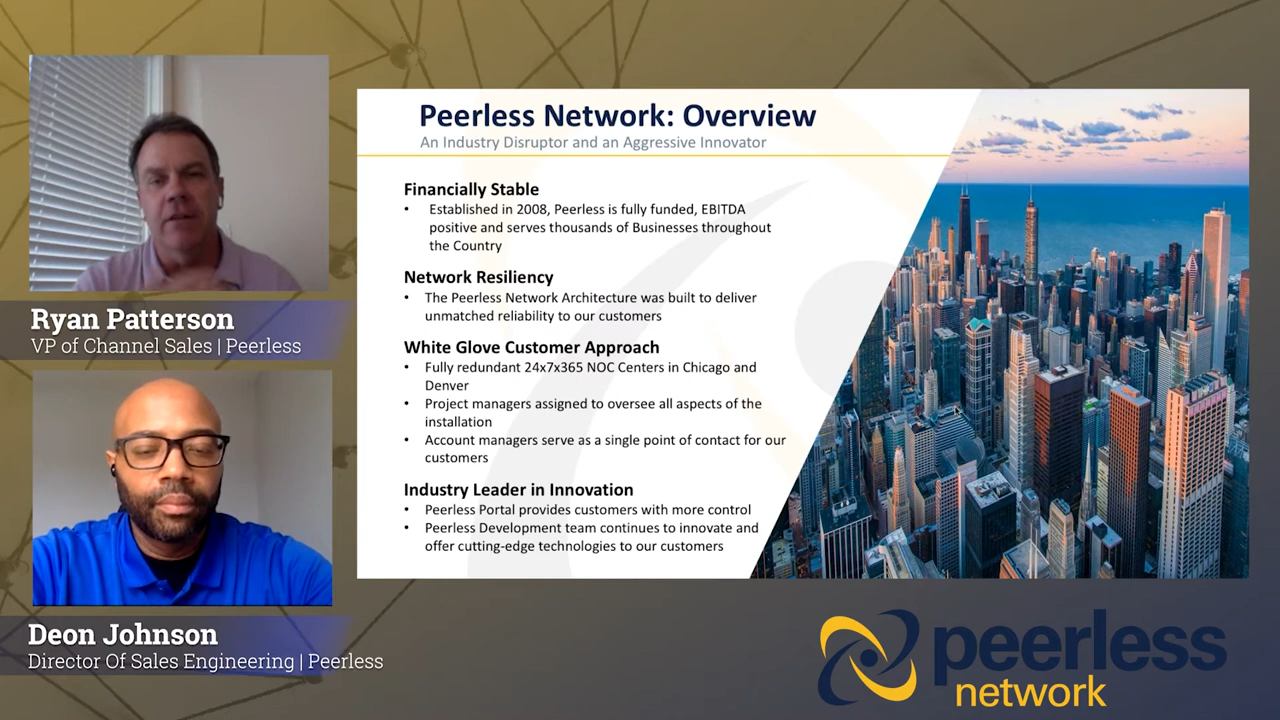 Ryan Patterson
VP of Channel Sales | Peerless
Deon Johnson
Director Of Sales Engineering | Peerless
Peerless Network: Overview
An Industry Disruptor and an Aggressive Innovator
Financially Stable
• Established in 2008, Peerless is fully funded, EBITDA
positive and serves thousands of Businesses throughout
the Country
Network Resiliency
• The Peerless Network Architecture was built to deliver
unmatched reliability to our customers
White Glove Customer Approach
• Fully redundant 24x7x365 NOC Centers in Chicago and
Denver
• Project managers assigned to oversee all aspects of the
installation
• Account managers serve as a single point of contact for our
customers
Industry Leader in Innovation
• Peerless Portal provides customers with more control
• Peerless Development team continues to innovate and
offer cutting-edge technologies to our customers
peerless
network